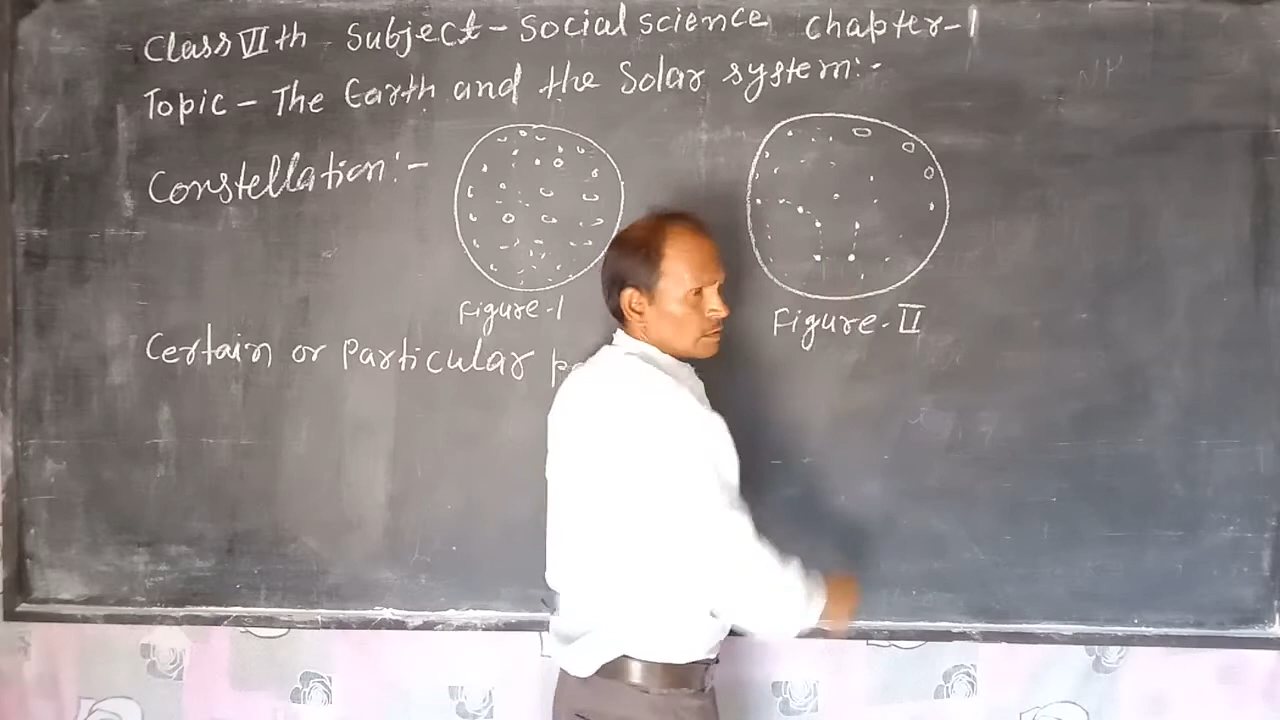 Class VIth Subject - Social science Chapter-1
Topic - The Earth and the Solar system:-
Constellation:-
Figure-1
Figure-II
Certain or Particular